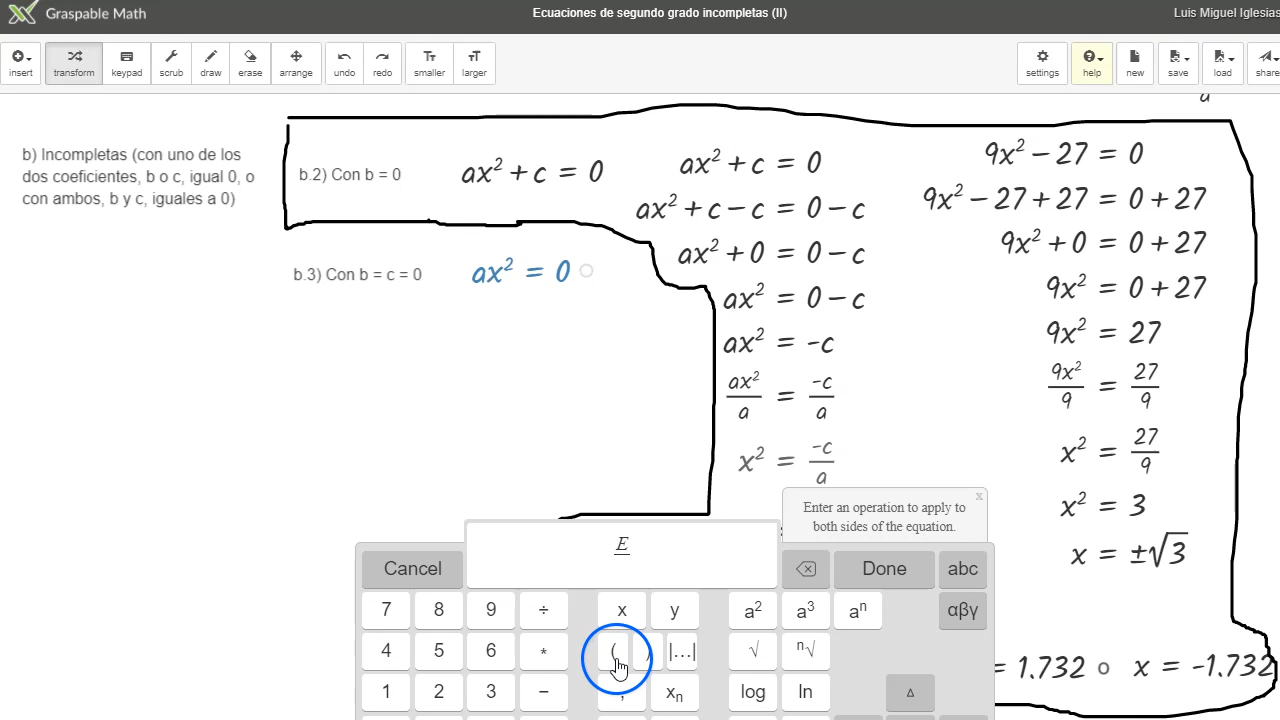 Graspable Math
Ecuaciones de segundo grado incompletas (II)
Luis Miguel Iglesias
insert transform keypad scrub draw erase arrange undo redo smaller larger settings help new save load share
a
b) Incompletas (con uno de los
dos coeficientes, b o c, igual 0, o
con ambos, b y c, iguales a 0)
b.2) Con b = 0
ax² + c = 0
b.3) Con b = c = 0
ax² = 0
ax² + c = 0
ax² + c − c = 0 − c
ax² + 0 = 0 − c
ax² = 0 − c
ax² = -c
ax²/a = -c/a
x² = -c/a
9x² − 27 = 0
9x² − 27 + 27 = 0 + 27
9x² + 0 = 0 + 27
9x² = 0 + 27
9x² = 27
9x²/9 = 27/9
x² = 27/9
x² = 3
x = ±√3
= 1.732 o x = -1.732
Enter an operation to apply to
both sides of the equation.
x
E
Cancel Done abc
7 8 9 ÷ x y a² a³ aⁿ αβγ
4 5 6 * ( ) |...| √ ⁿ√
1 2 3 − , xₙ log ln ▵